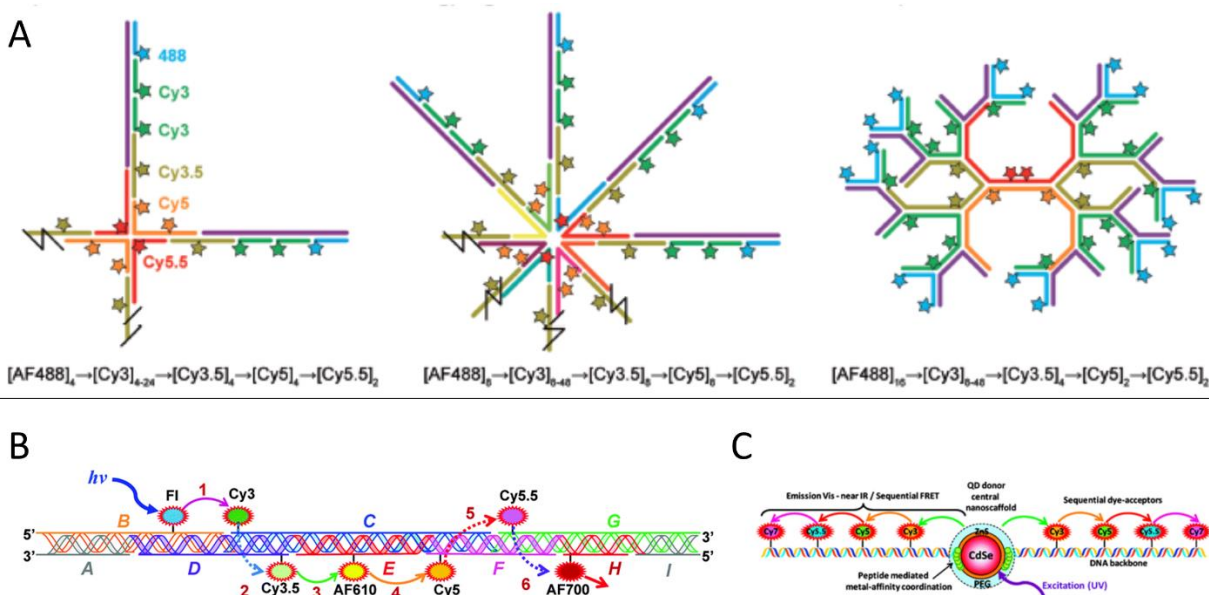 A
488
Cy3
Cy3
Cy3.5
Cy5
Cy5.5
[AF488]4→[Cy3]4-24→[Cy3.5]4→[Cy5]4→[Cy5.5]2
[AF488]8→[Cy3]8-48→[Cy3.5]8→[Cy5]8→[Cy5.5]2
[AF488]16→[Cy3]8-48→[Cy3.5]4→[Cy5]2→[Cy5.5]2
B
hν
Fl
1
Cy3
5
Cy5.5
5’
B
C
G
3’
3’
A
D
E
F
H
I
5’
2
Cy3.5
3
AF610
4
Cy5
6
AF700
C
Emission Vis - near IR / Sequential FRET
QD donor
central
nanoscaffold
Sequential dye-acceptors
Cy7
Cy5.5
Cy5
Cy3
ZnS
CdSe
PEG
Cy3
Cy5
Cy5.5
Cy7
Peptide mediated
metal-affinity coordination
DNA backbone
Excitation (UV)